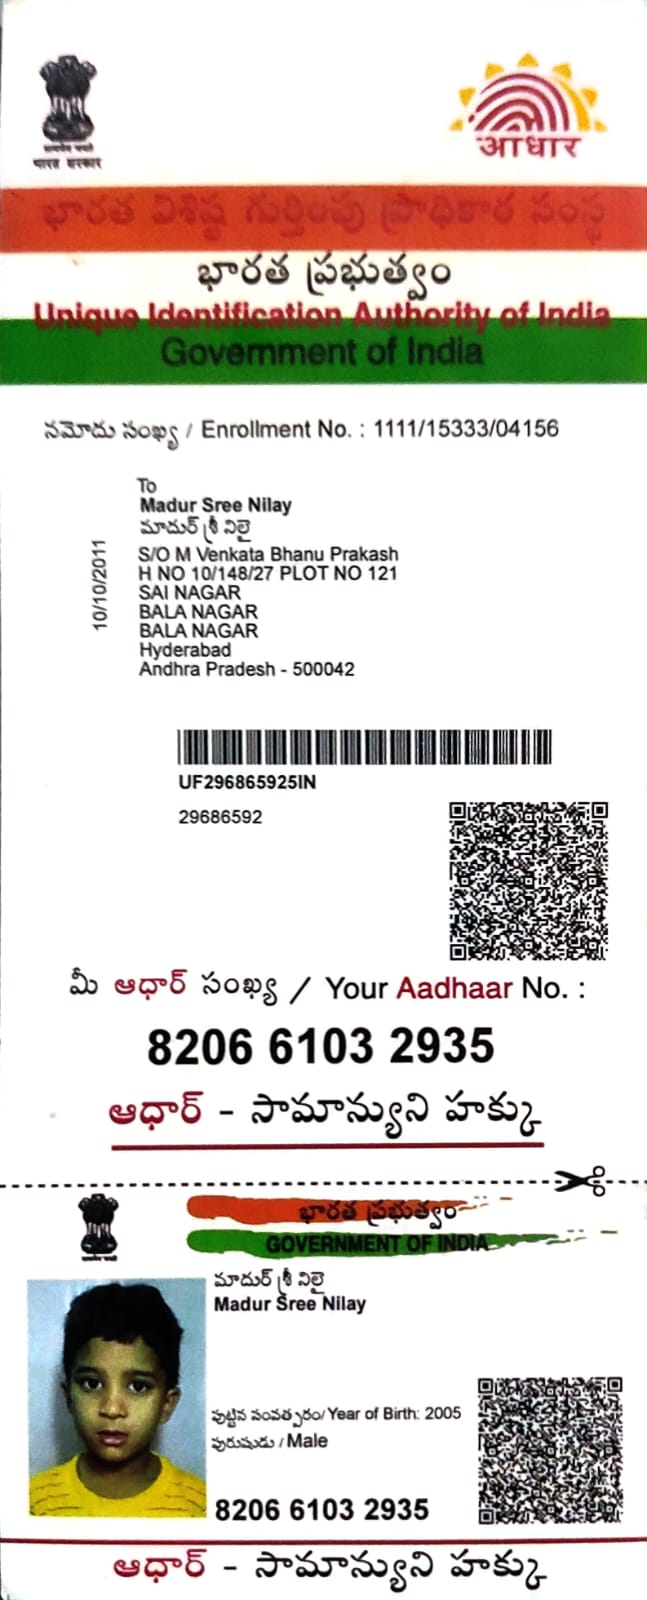 भारत सरकार
आधार
భారత విశిష్ట గుర్తింపు ప్రాధికార సంస్థ
భారత ప్రభుత్వం
Unique Identification Authority of India
Government of India
నమోదు సంఖ్య / Enrollment No. : 1111/15333/04156
To
Madur Sree Nilay
మాదుర్ శ్రీ నిలై
S/O M Venkata Bhanu Prakash
H NO 10/148/27 PLOT NO 121
SAI NAGAR
BALA NAGAR
BALA NAGAR
Hyderabad
Andhra Pradesh - 500042
10/10/2011
UF296865925IN
29686592
మీ ఆధార్ సంఖ్య / Your Aadhaar No. :
8206 6103 2935
ఆధార్ - సామాన్యుని హక్కు
భారత ప్రభుత్వం
GOVERNMENT OF INDIA
మాదుర్ శ్రీ నిలై
Madur Sree Nilay
పుట్టిన సంవత్సరం/ Year of Birth: 2005
పురుషుడు / Male
8206 6103 2935
ఆధార్ - సామాన్యుని హక్కు